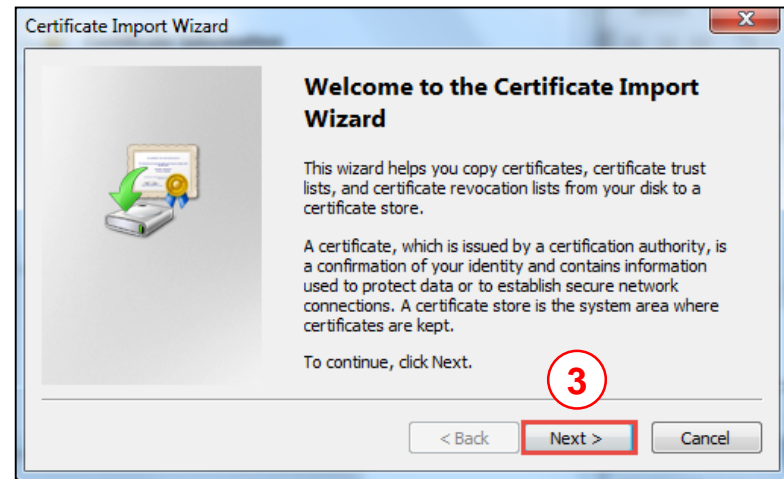 Certificate Import Wizard
Welcome to the Certificate Import
Wizard
This wizard helps you copy certificates, certificate trust
lists, and certificate revocation lists from your disk to a
certificate store.
A certificate, which is issued by a certification authority, is
a confirmation of your identity and contains information
used to protect data or to establish secure network
connections. A certificate store is the system area where
certificates are kept.
To continue, click Next.
3
< Back Next > Cancel